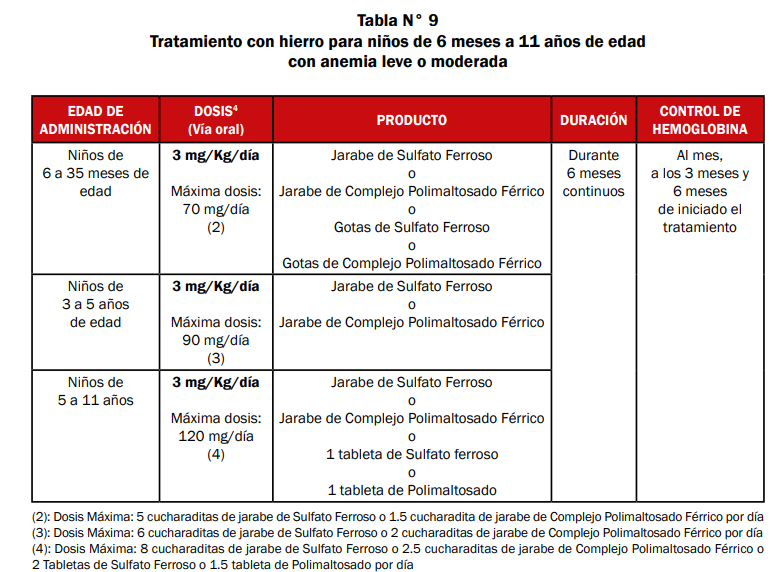 Tabla N° 9
Tratamiento con hierro para niños de 6 meses a 11 años de edad
con anemia leve o moderada
EDAD DE
ADMINISTRACIÓN
DOSIS⁴
(Vía oral)
PRODUCTO
DURACIÓN
CONTROL DE
HEMOGLOBINA
Niños de
6 a 35 meses de
edad
3 mg/Kg/día
Máxima dosis:
70 mg/día
(2)
Jarabe de Sulfato Ferroso
o
Jarabe de Complejo Polimaltosado Férrico
o
Gotas de Sulfato Ferroso
o
Gotas de Complejo Polimaltosado Férrico
Durante
6 meses
continuos
Al mes,
a los 3 meses y
6 meses
de iniciado el
tratamiento
Niños de
3 a 5 años
de edad
3 mg/Kg/día
Máxima dosis:
90 mg/día
(3)
Jarabe de Sulfato Ferroso
o
Jarabe de Complejo Polimaltosado Férrico
Niños de
5 a 11 años
3 mg/Kg/día
Máxima dosis:
120 mg/día
(4)
Jarabe de Sulfato Ferroso
o
Jarabe de Complejo Polimaltosado Férrico
o
1 tableta de Sulfato ferroso
o
1 tableta de Polimaltosado
(2): Dosis Máxima: 5 cucharaditas de jarabe de Sulfato Ferroso o 1.5 cucharadita de jarabe de Complejo Polimaltosado Férrico por día
(3): Dosis Máxima: 6 cucharaditas de jarabe de Sulfato Ferroso o 2 cucharaditas de jarabe de Complejo Polimaltosado Férrico por día
(4): Dosis Máxima: 8 cucharaditas de jarabe de Sulfato Ferroso o 2.5 cucharaditas de jarabe de Complejo Polimaltosado Férrico o
2 Tabletas de Sulfato Ferroso o 1.5 tableta de Polimaltosado por día